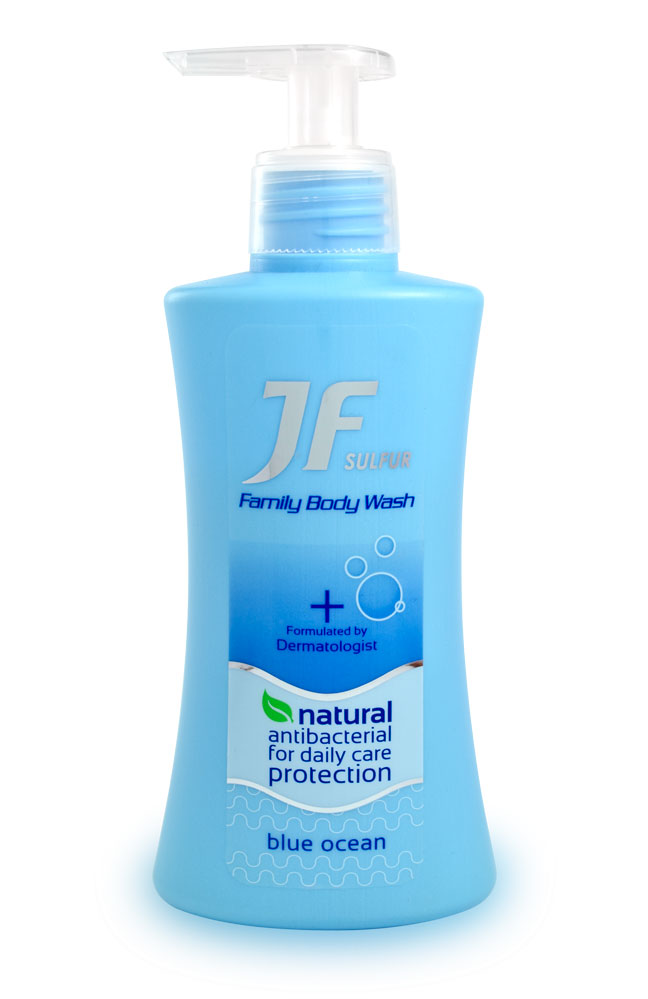 JF
SULFUR
Family Body Wash
+
Formulated by
Dermatologist
natural
antibacterial
for daily care
protection
blue ocean